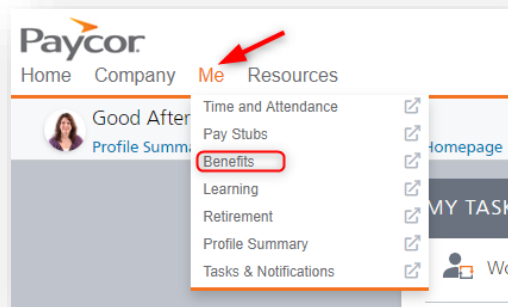 Paycor
Home Company Me Resources
Time and Attendance
Pay Stubs
Benefits
Learning
Retirement
Profile Summary
Tasks & Notifications
Good After
Profile Summa
Homepage
MY TASK